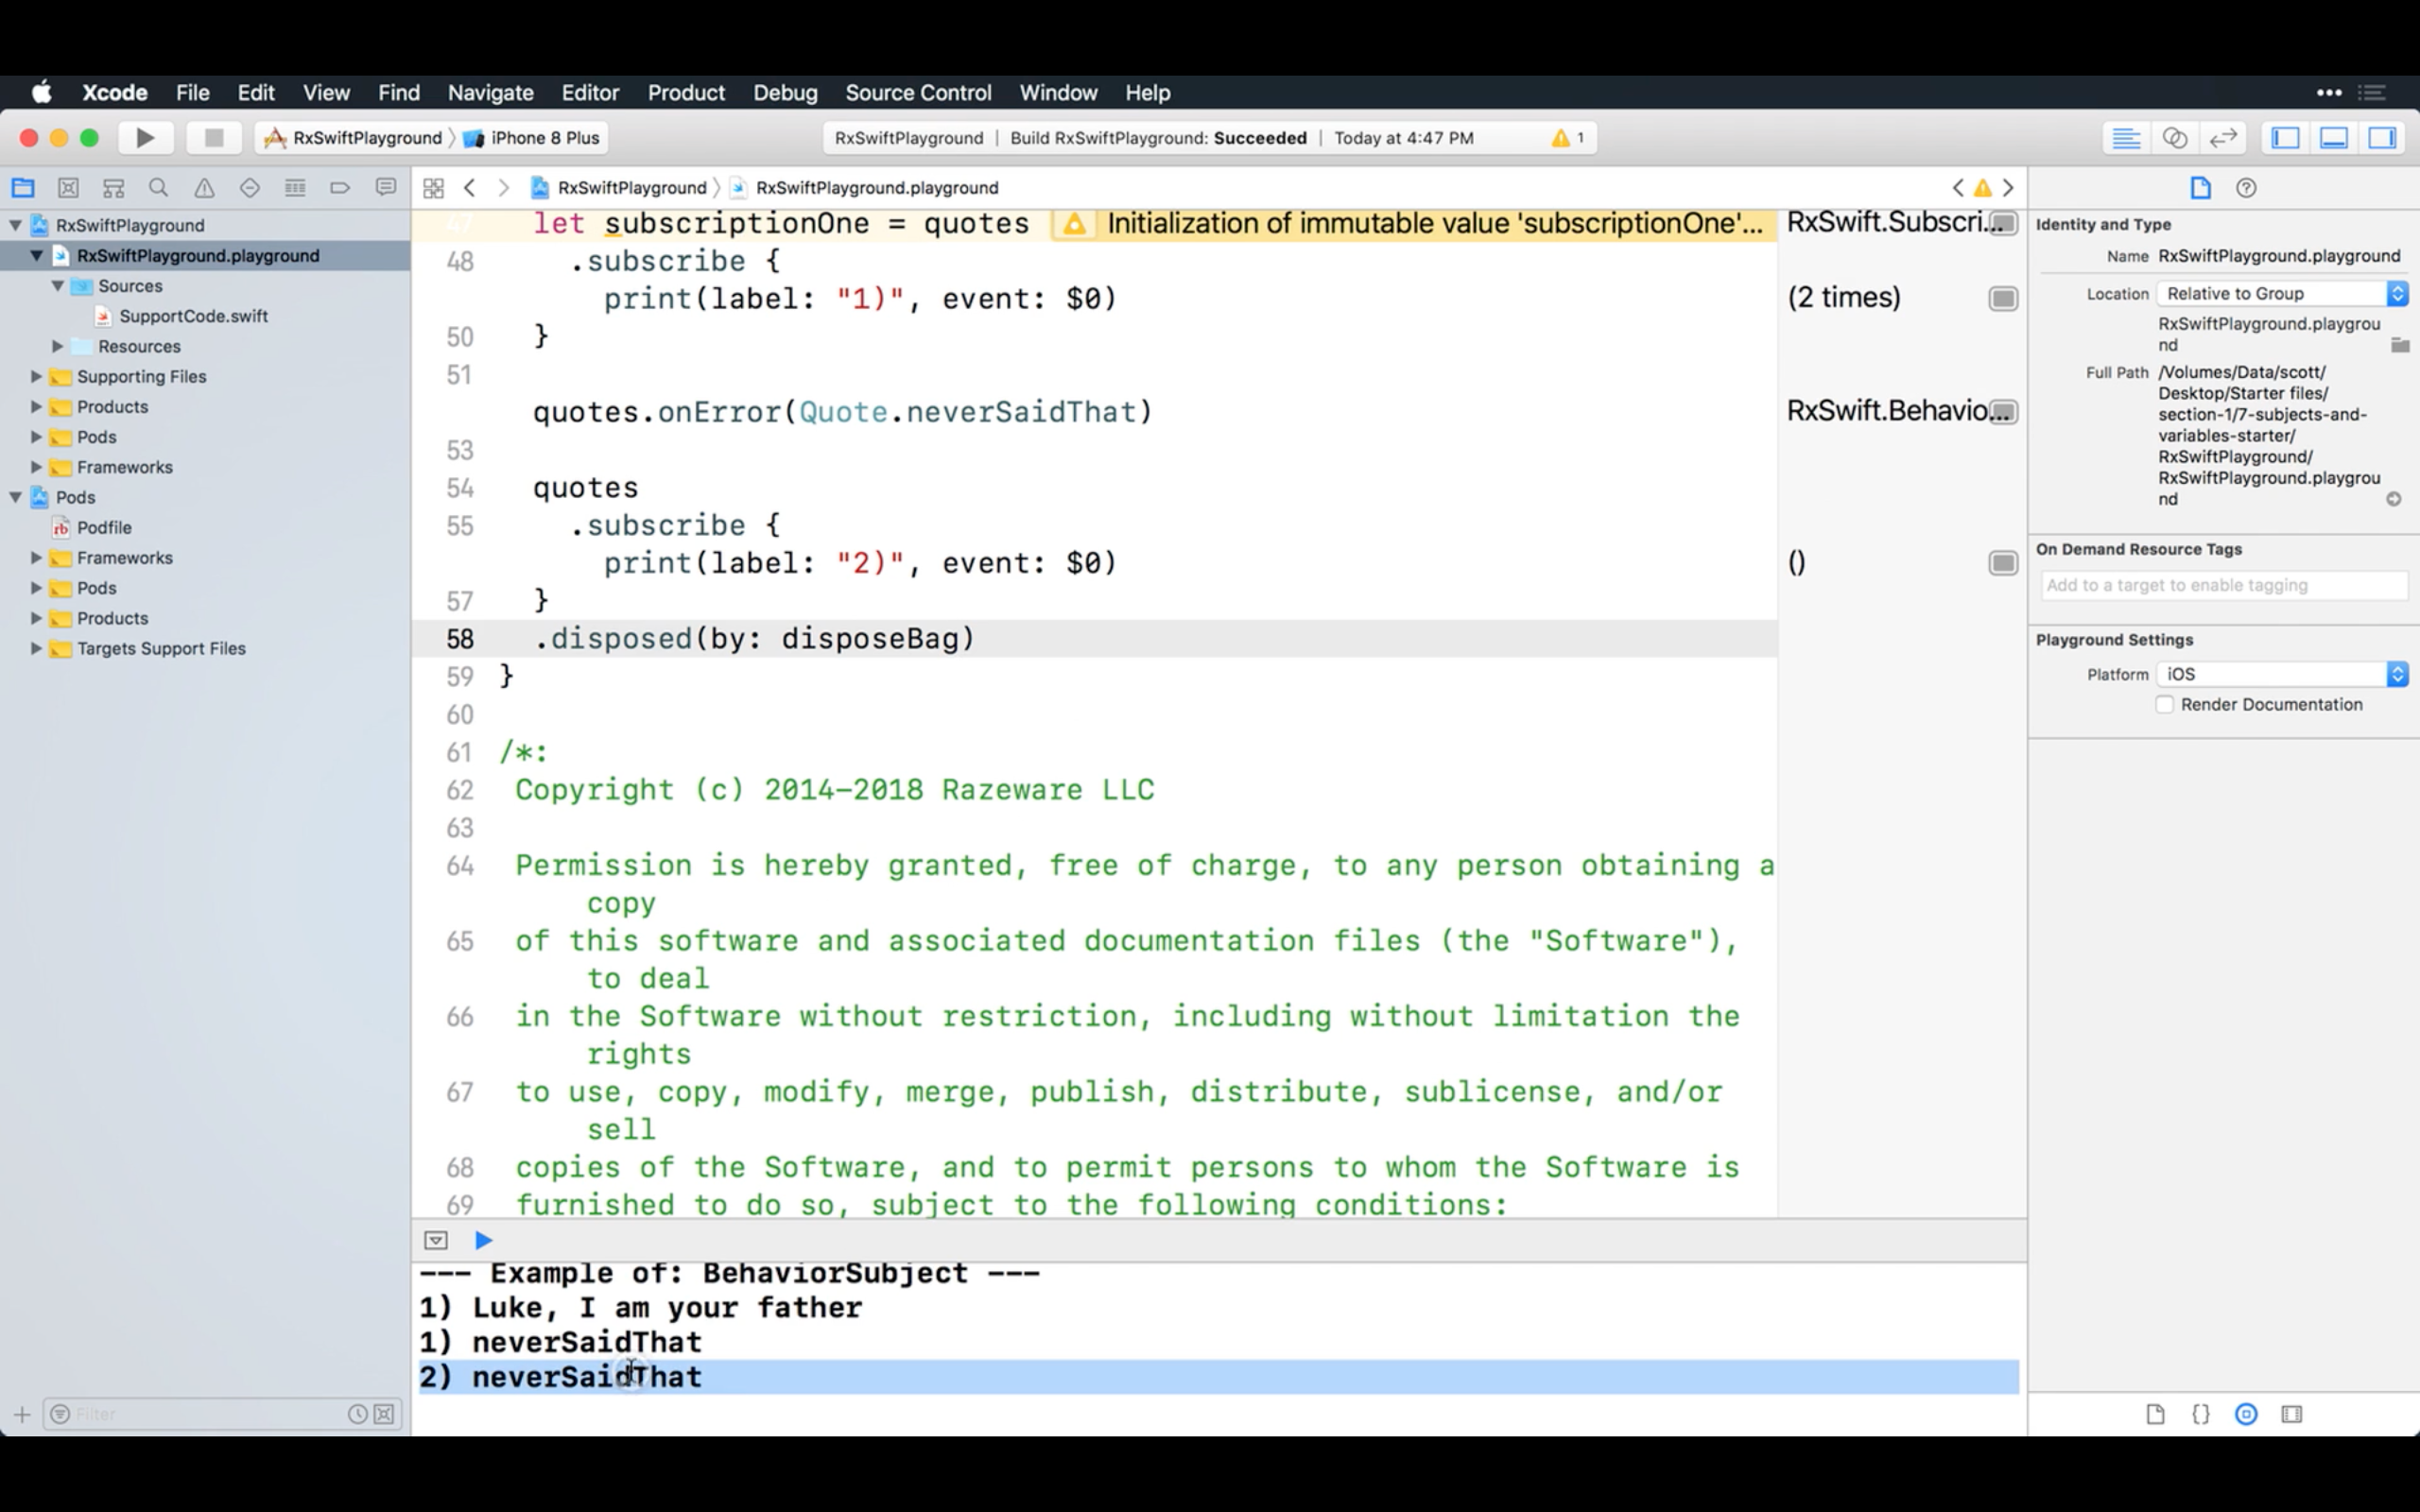 Xcode File Edit View Find Navigate Editor Product Debug Source Control Window Help
RxSwiftPlayground iPhone 8 Plus
RxSwiftPlayground | Build RxSwiftPlayground: Succeeded | Today at 4:47 PM 1
RxSwiftPlayground RxSwiftPlayground.playground
RxSwiftPlayground
RxSwiftPlayground.playground
Sources
SupportCode.swift
Resources
Supporting Files
Products
Pods
Frameworks
Pods
Podfile
Frameworks
Pods
Products
Targets Support Files
Filter
47 let subscriptionOne = quotes Initialization of immutable value 'subscriptionOne'... RxSwift.Subscri...
48 .subscribe {
print(label: "1)", event: $0) (2 times)
50 }
51
quotes.onError(Quote.neverSaidThat) RxSwift.Behavio...
53
54 quotes
55 .subscribe {
print(label: "2)", event: $0) ()
57 }
58 .disposed(by: disposeBag)
59 }
60
61 /*:
62 Copyright (c) 2014-2018 Razeware LLC
63
64 Permission is hereby granted, free of charge, to any person obtaining a
copy
65 of this software and associated documentation files (the "Software"),
to deal
66 in the Software without restriction, including without limitation the
rights
67 to use, copy, modify, merge, publish, distribute, sublicense, and/or
sell
68 copies of the Software, and to permit persons to whom the Software is
69 furnished to do so, subject to the following conditions:
--- Example of: BehaviorSubject ---
1) Luke, I am your father
1) neverSaidThat
2) neverSaidThat
Identity and Type
Name RxSwiftPlayground.playground
Location Relative to Group
RxSwiftPlayground.playgrou
nd
Full Path /Volumes/Data/scott/
Desktop/Starter files/
section-1/7-subjects-and-
variables-starter/
RxSwiftPlayground/
RxSwiftPlayground.playgrou
nd
On Demand Resource Tags
Add to a target to enable tagging
Playground Settings
Platform iOS
Render Documentation